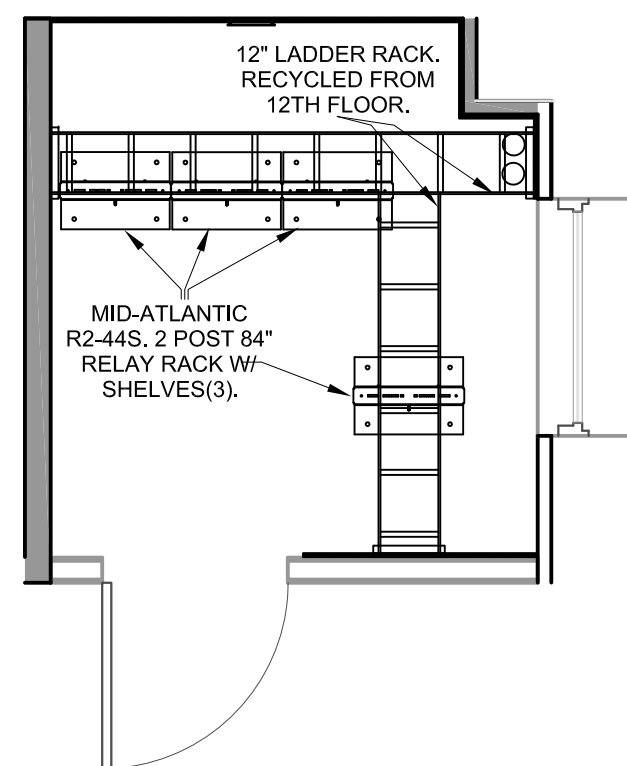 12" LADDER RACK.
RECYCLED FROM
12TH FLOOR.
MID-ATLANTIC
R2-44S. 2 POST 84"
RELAY RACK W/
SHELVES(3).